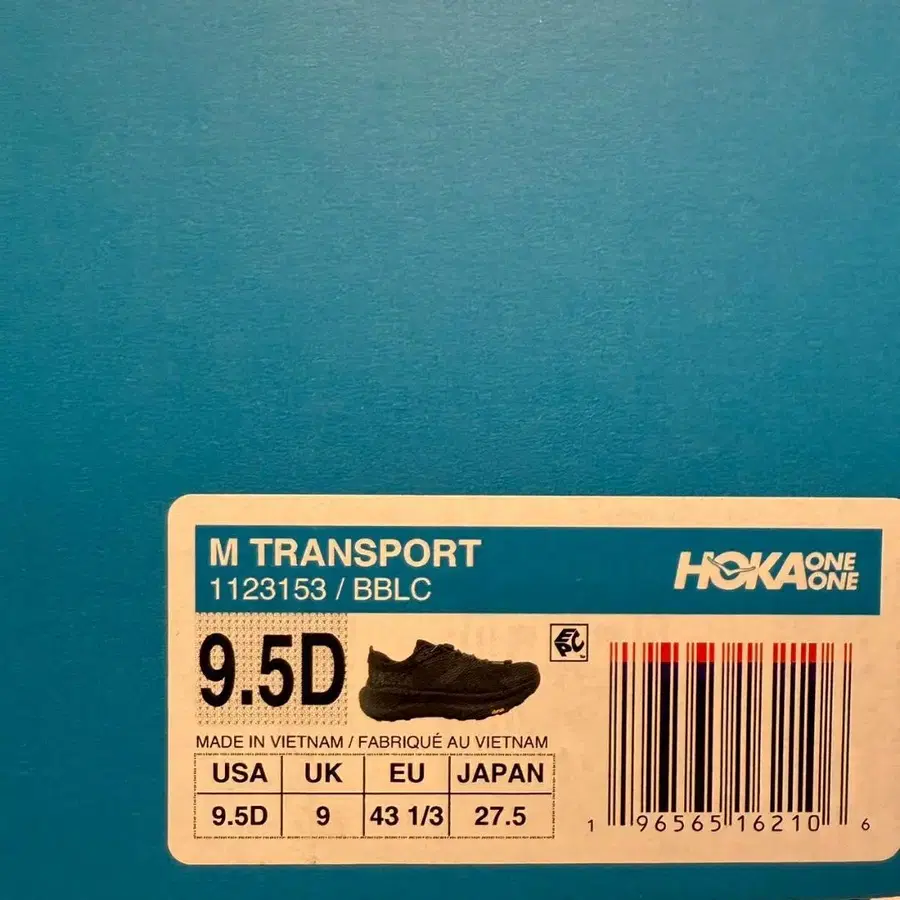 M TRANSPORT
1123153 / BBLC
HOKA ONE ONE
9.5D
EPC
MADE IN VIETNAM / FABRIQUÉ AU VIETNAM
USA UK EU JAPAN
9.5D 9 43 1/3 27.5
1 96565 16210 6